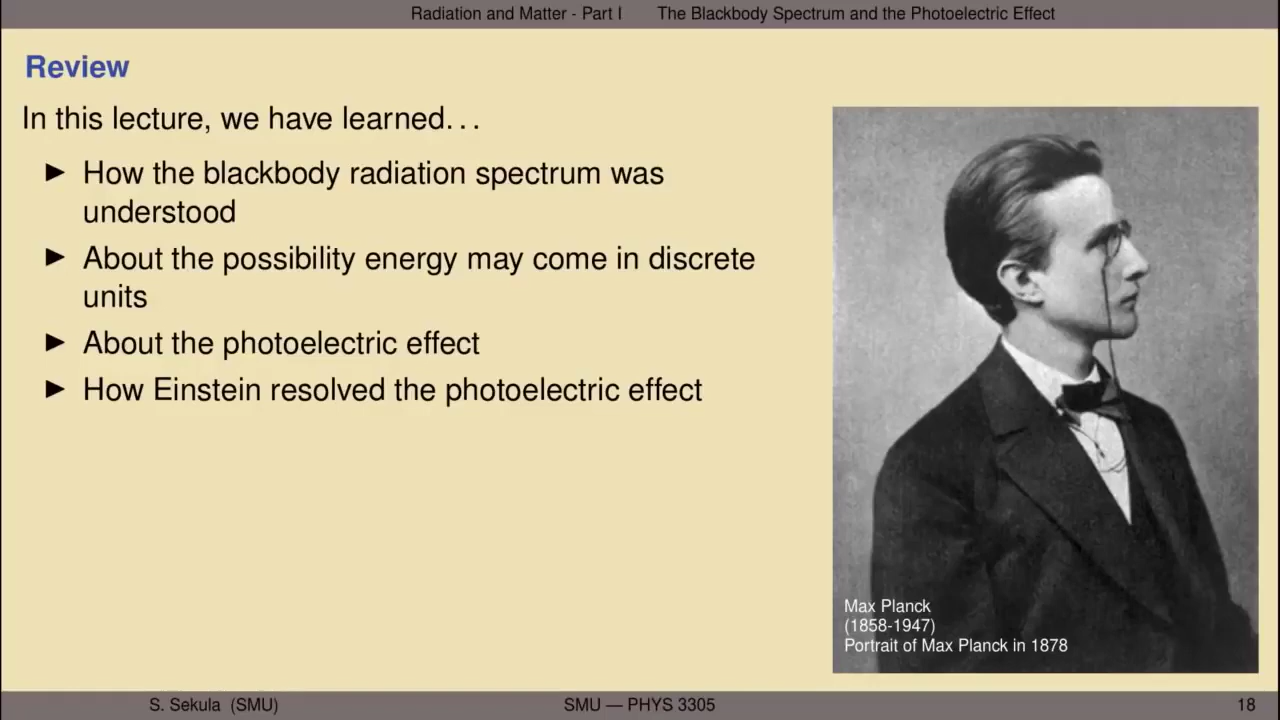 Radiation and Matter - Part I The Blackbody Spectrum and the Photoelectric Effect
Review
In this lecture, we have learned...
► How the blackbody radiation spectrum was
understood
► About the possibility energy may come in discrete
units
► About the photoelectric effect
► How Einstein resolved the photoelectric effect
Max Planck
(1858-1947)
Portrait of Max Planck in 1878
S. Sekula (SMU) SMU — PHYS 3305 18